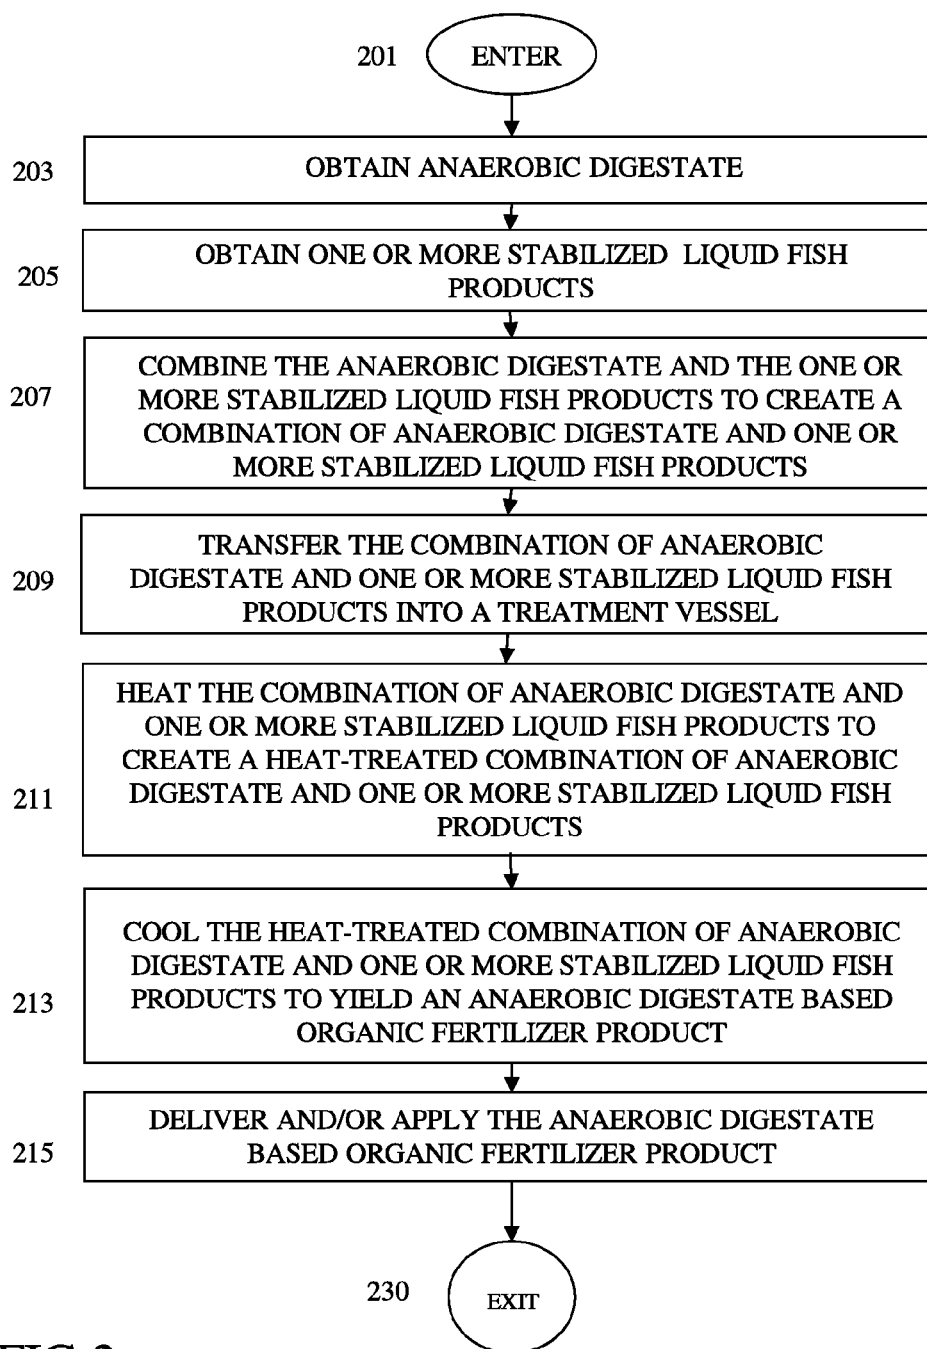 201 ENTER
203 OBTAIN ANAEROBIC DIGESTATE
OBTAIN ONE OR MORE STABILIZED LIQUID FISH
205 PRODUCTS
COMBINE THE ANAEROBIC DIGESTATE AND THE ONE OR
207 MORE STABILIZED LIQUID FISH PRODUCTS TO CREATE A
COMBINATION OF ANAEROBIC DIGESTATE AND ONE OR
MORE STABILIZED LIQUID FISH PRODUCTS
TRANSFER THE COMBINATION OF ANAEROBIC
209 DIGESTATE AND ONE OR MORE STABILIZED LIQUID FISH
PRODUCTS INTO A TREATMENT VESSEL
HEAT THE COMBINATION OF ANAEROBIC DIGESTATE AND
ONE OR MORE STABILIZED LIQUID FISH PRODUCTS TO
CREATE A HEAT-TREATED COMBINATION OF ANAEROBIC
211 DIGESTATE AND ONE OR MORE STABILIZED LIQUID FISH
PRODUCTS
COOL THE HEAT-TREATED COMBINATION OF ANAEROBIC
DIGESTATE AND ONE OR MORE STABILIZED LIQUID FISH
213 PRODUCTS TO YIELD AN ANAEROBIC DIGESTATE BASED
ORGANIC FERTILIZER PRODUCT
DELIVER AND/OR APPLY THE ANAEROBIC DIGESTATE
215 BASED ORGANIC FERTILIZER PRODUCT
230 EXIT